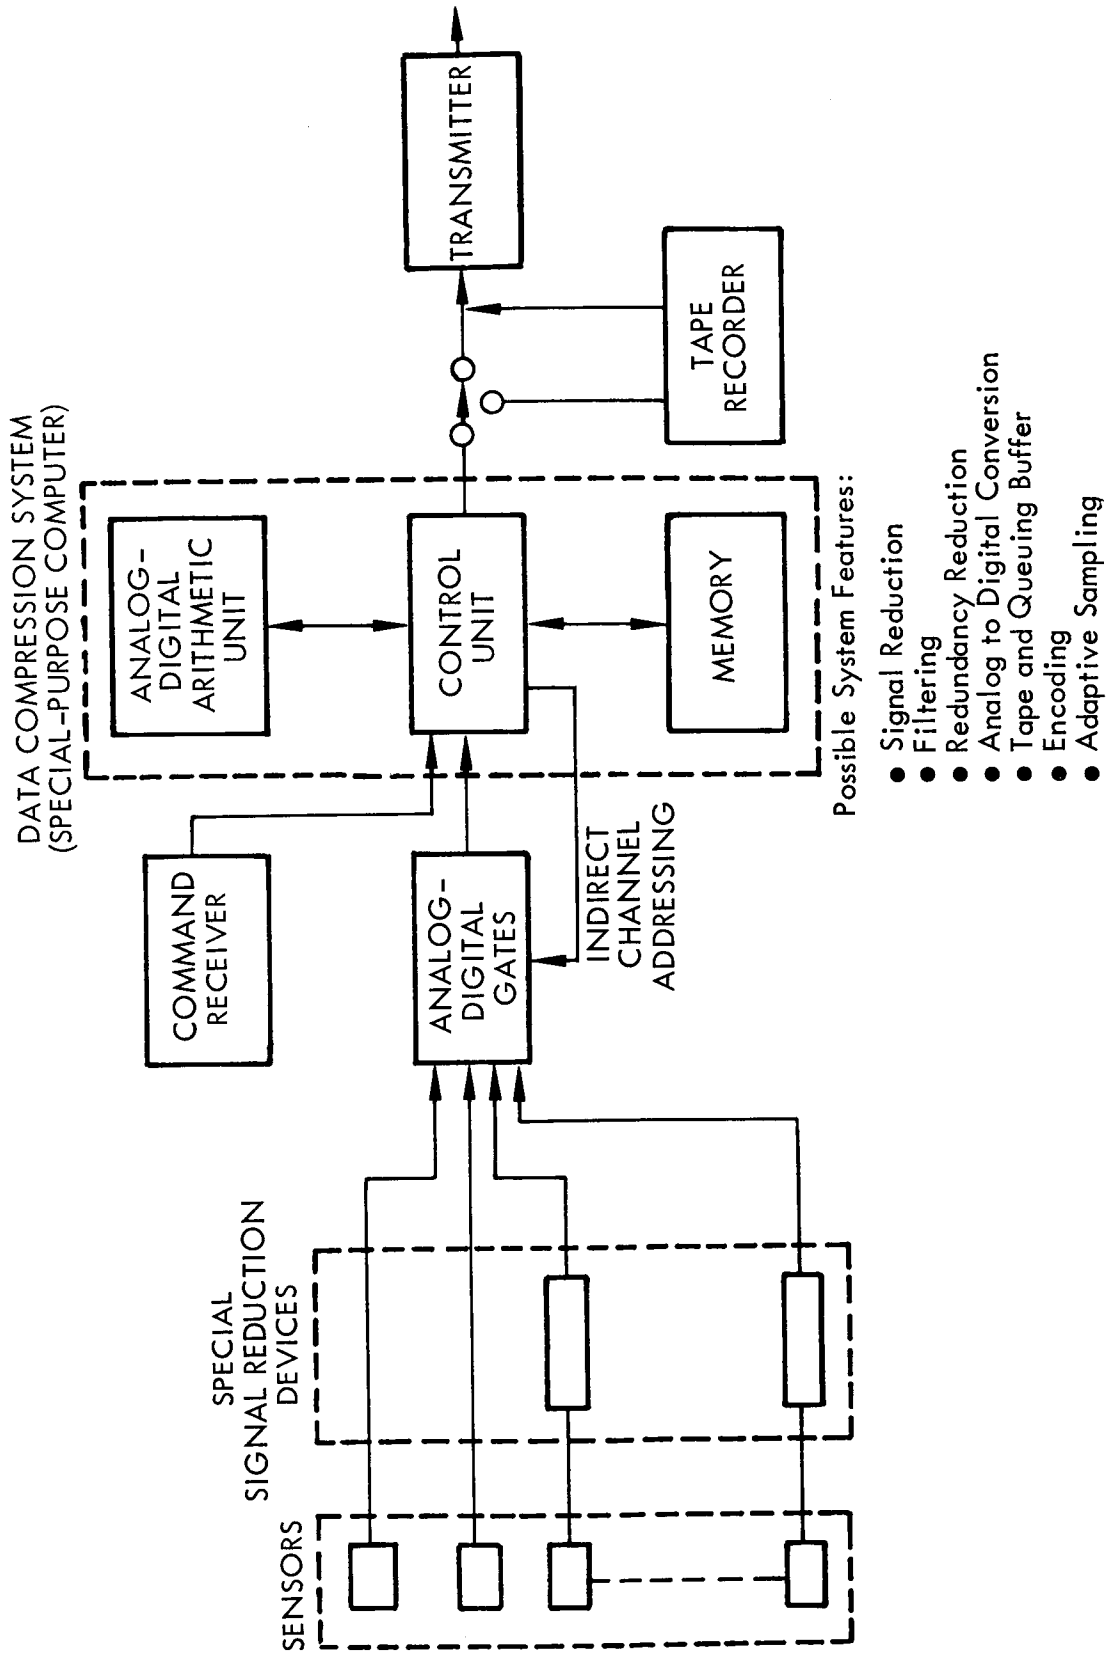 DATA COMPRESSION SYSTEM
(SPECIAL-PURPOSE COMPUTER)
SENSORS
SPECIAL
SIGNAL REDUCTION
DEVICES
COMMAND
RECEIVER
ANALOG-
DIGITAL
GATES
INDIRECT
CHANNEL
ADDRESSING
ANALOG-
DIGITAL
ARITHMETIC
UNIT
CONTROL
UNIT
MEMORY
TRANSMITTER
TAPE
RECORDER
Possible System Features:
● Signal Reduction
● Filtering
● Redundancy Reduction
● Analog to Digital Conversion
● Tape and Queuing Buffer
● Encoding
● Adaptive Sampling